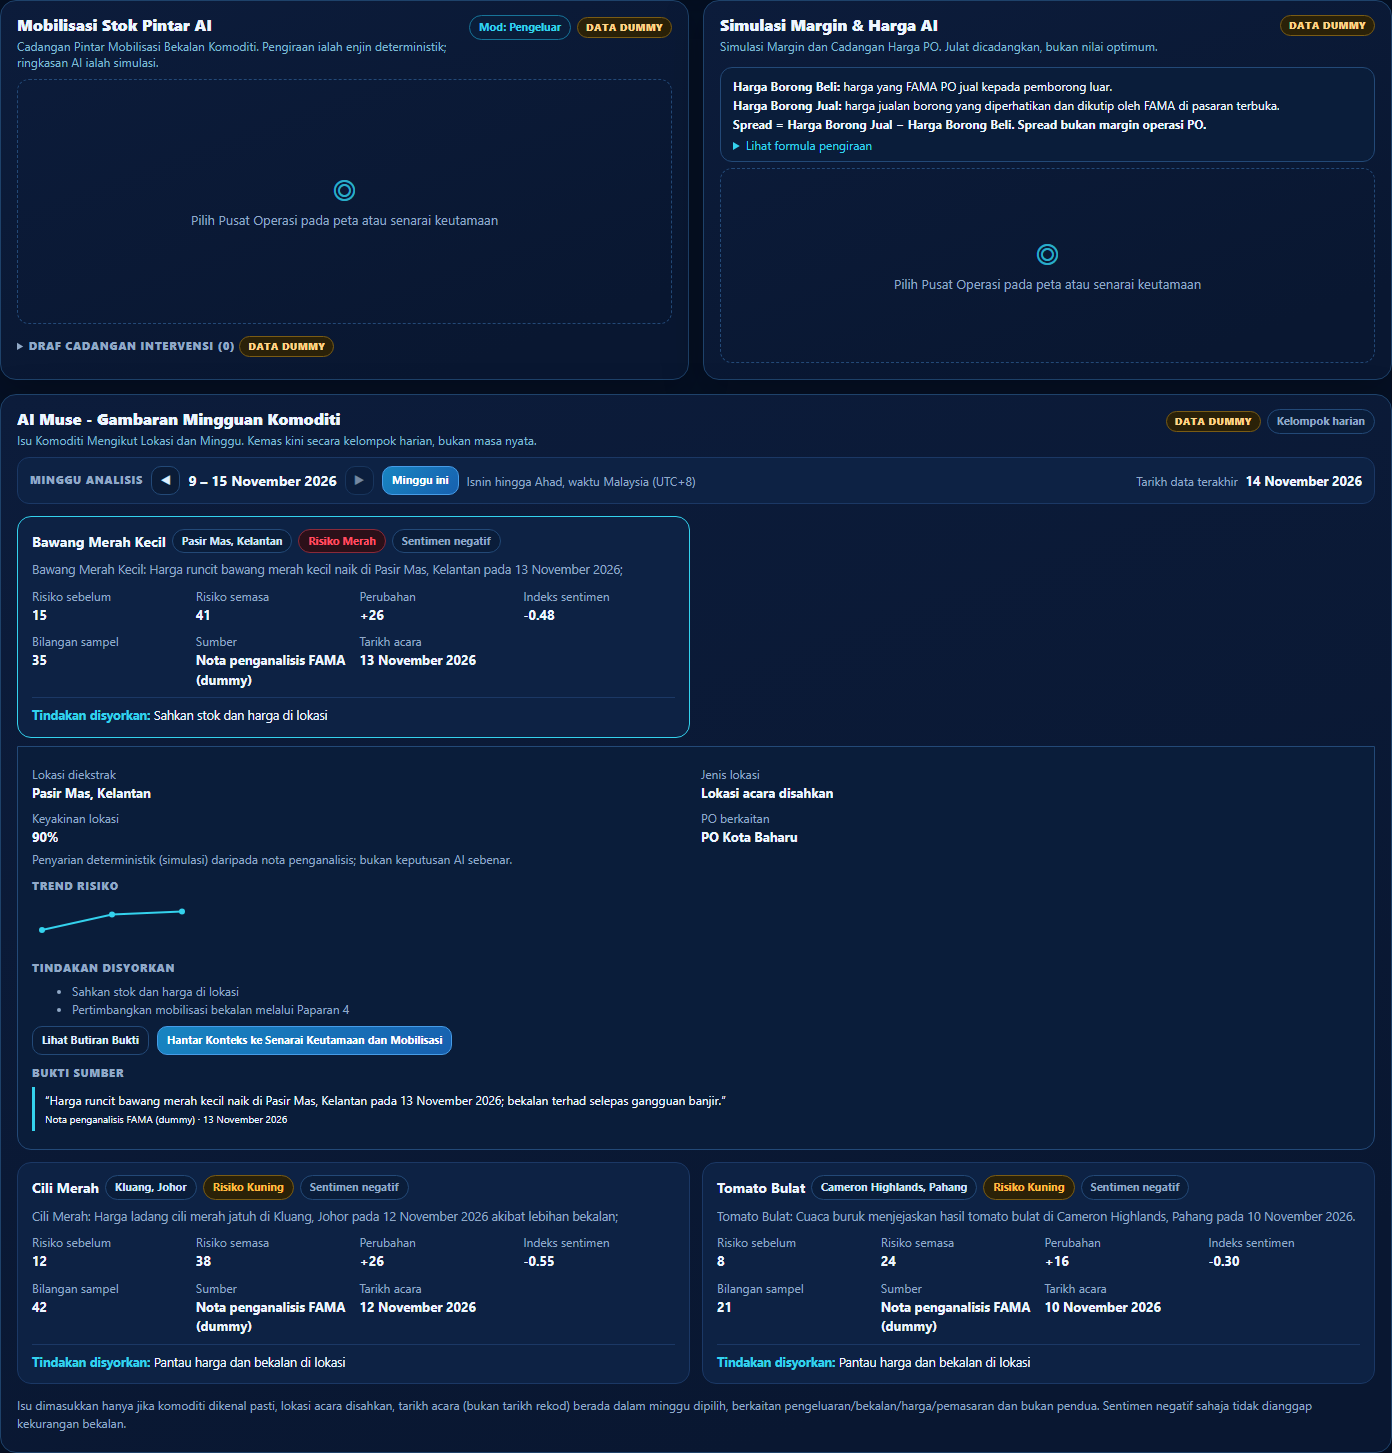 Mobilisasi Stok Pintar AI
Mod: Pengeluar
DATA DUMMY
Cadangan Pintar Mobilisasi Bekalan Komoditi. Pengiraan ialah enjin deterministik;
ringkasan AI ialah simulasi.
Pilih Pusat Operasi pada peta atau senarai keutamaan
DRAF CADANGAN INTERVENSI (0)
DATA DUMMY
Simulasi Margin & Harga AI
DATA DUMMY
Simulasi Margin dan Cadangan Harga PO. Julat dicadangkan, bukan nilai optimum.
Harga Borong Beli: harga yang FAMA PO jual kepada pemborong luar.
Harga Borong Jual: harga jualan borong yang diperhatikan dan dikutip oleh FAMA di pasaran terbuka.
Spread = Harga Borong Jual − Harga Borong Beli. Spread bukan margin operasi PO.
Lihat formula pengiraan
Pilih Pusat Operasi pada peta atau senarai keutamaan
AI Muse - Gambaran Mingguan Komoditi
DATA DUMMY
Kelompok harian
Isu Komoditi Mengikut Lokasi dan Minggu. Kemas kini secara kelompok harian, bukan masa nyata.
MINGGU ANALISIS
9 – 15 November 2026
Minggu ini
Isnin hingga Ahad, waktu Malaysia (UTC+8)
Tarikh data terakhir 14 November 2026
Bawang Merah Kecil
Pasir Mas, Kelantan
Risiko Merah
Sentimen negatif
Bawang Merah Kecil: Harga runcit bawang merah kecil naik di Pasir Mas, Kelantan pada 13 November 2026;
Risiko sebelum
15
Risiko semasa
41
Perubahan
+26
Indeks sentimen
-0.48
Bilangan sampel
35
Sumber
Nota penganalisis FAMA
(dummy)
Tarikh acara
13 November 2026
Tindakan disyorkan: Sahkan stok dan harga di lokasi
Lokasi diekstrak
Pasir Mas, Kelantan
Jenis lokasi
Lokasi acara disahkan
Keyakinan lokasi
90%
PO berkaitan
PO Kota Baharu
Penyarian deterministik (simulasi) daripada nota penganalisis; bukan keputusan AI sebenar.
TREND RISIKO
TINDAKAN DISYORKAN
• Sahkan stok dan harga di lokasi
• Pertimbangkan mobilisasi bekalan melalui Paparan 4
Lihat Butiran Bukti
Hantar Konteks ke Senarai Keutamaan dan Mobilisasi
BUKTI SUMBER
“Harga runcit bawang merah kecil naik di Pasir Mas, Kelantan pada 13 November 2026; bekalan terhad selepas gangguan banjir.”
Nota penganalisis FAMA (dummy) · 13 November 2026
Cili Merah
Kluang, Johor
Risiko Kuning
Sentimen negatif
Cili Merah: Harga ladang cili merah jatuh di Kluang, Johor pada 12 November 2026 akibat lebihan bekalan;
Risiko sebelum
12
Risiko semasa
38
Perubahan
+26
Indeks sentimen
-0.55
Bilangan sampel
42
Sumber
Nota penganalisis FAMA
(dummy)
Tarikh acara
12 November 2026
Tindakan disyorkan: Pantau harga dan bekalan di lokasi
Tomato Bulat
Cameron Highlands, Pahang
Risiko Kuning
Sentimen negatif
Tomato Bulat: Cuaca buruk menjejaskan hasil tomato bulat di Cameron Highlands, Pahang pada 10 November 2026.
Risiko sebelum
8
Risiko semasa
24
Perubahan
+16
Indeks sentimen
-0.30
Bilangan sampel
21
Sumber
Nota penganalisis FAMA
(dummy)
Tarikh acara
10 November 2026
Tindakan disyorkan: Pantau harga dan bekalan di lokasi
Isu dimasukkan hanya jika komoditi dikenal pasti, lokasi acara disahkan, tarikh acara (bukan tarikh rekod) berada dalam minggu dipilih, berkaitan pengeluaran/bekalan/harga/pemasaran dan bukan pendua. Sentimen negatif sahaja tidak dianggap
kekurangan bekalan.